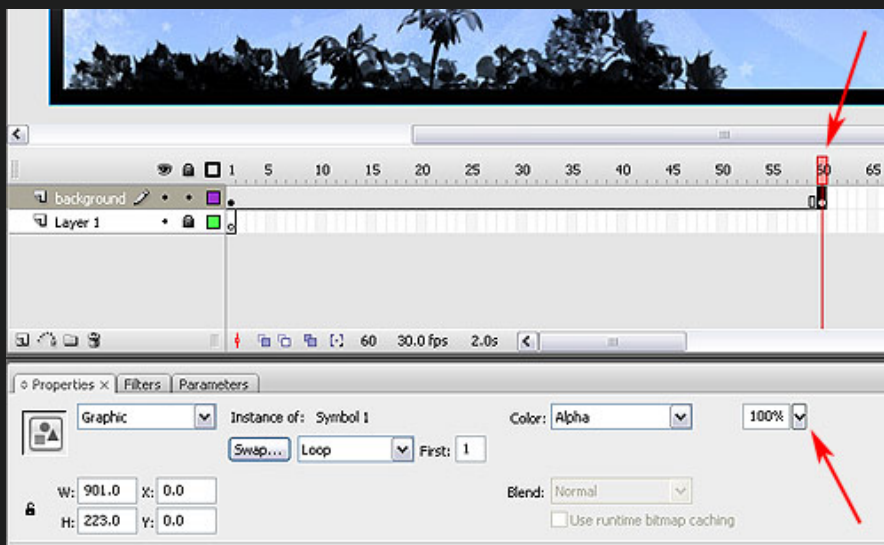 1 5 10 15 20 25 30 35 40 45 50 55 60 65
background
Layer 1
60 30.0 fps 2.0s
Properties × Filters Parameters
Graphic Instance of: Symbol 1 Color: Alpha 100%
Swap... Loop First: 1
W: 901.0 X: 0.0 Blend: Normal
H: 223.0 Y: 0.0 Use runtime bitmap caching